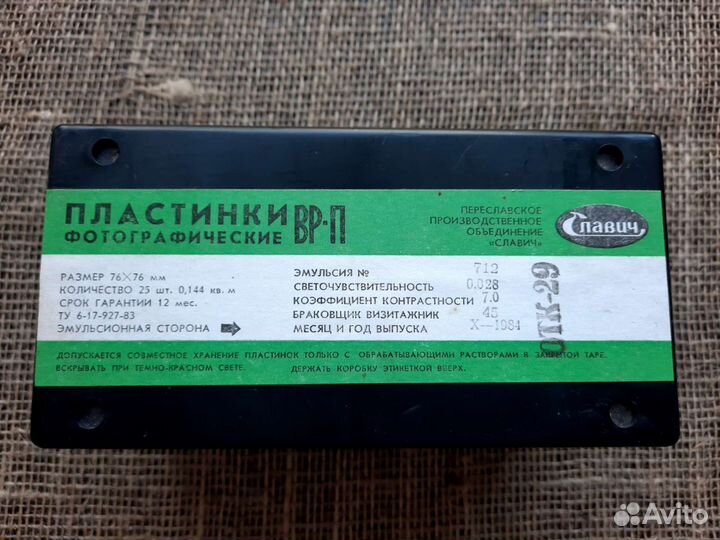 ПЛАСТИНКИ ВР-П
ФОТОГРАФИЧЕСКИЕ
ПЕРЕСЛАВСКОЕ
ПРОИЗВОДСТВЕННОЕ
ОБЪЕДИНЕНИЕ
«СЛАВИЧ»
Славич
РАЗМЕР 76×76 мм
КОЛИЧЕСТВО 25 шт. 0,144 кв. м
СРОК ГАРАНТИИ 12 мес.
ТУ 6-17-927-83
ЭМУЛЬСИОННАЯ СТОРОНА
ЭМУЛЬСИЯ № 712
СВЕТОЧУВСТВИТЕЛЬНОСТЬ 0.028
КОЭФФИЦИЕНТ КОНТРАСТНОСТИ 7.0
БРАКОВЩИК ВИЗИТАЖНИК 45
МЕСЯЦ И ГОД ВЫПУСКА X—1984
ОТК-29
ДОПУСКАЕТСЯ СОВМЕСТНОЕ ХРАНЕНИЕ ПЛАСТИНОК ТОЛЬКО С ОБРАБАТЫВАЮЩИМИ РАСТВОРАМИ В ЗАКРЫТОЙ ТАРЕ.
ВСКРЫВАТЬ ПРИ ТЕМНО-КРАСНОМ СВЕТЕ. ДЕРЖАТЬ КОРОБКУ ЭТИКЕТКОЙ ВВЕРХ.
Avito